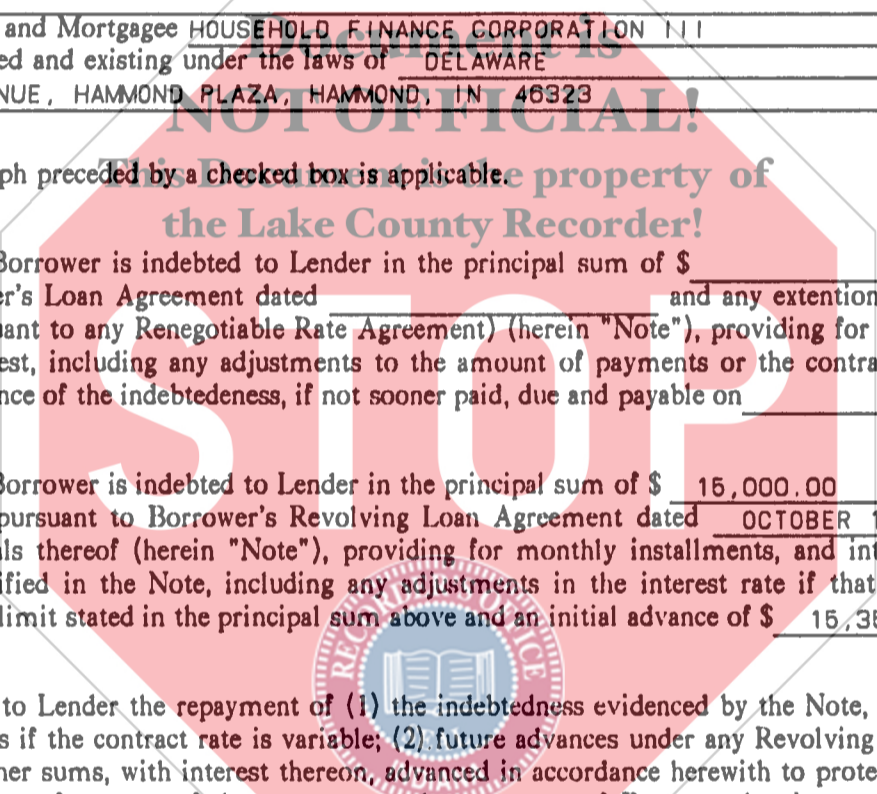 and Mortgagee HOUSEHOLD FINANCE CORPORATION III
Document is
ed and existing under the laws of DELAWARE
NUE, HAMMOND PLAZA, HAMMOND, IN 46323
NOT OFFICIAL!
ph preceded by a checked box is applicable.
This Document is the property of
the Lake County Recorder!
Borrower is indebted to Lender in the principal sum of $
er's Loan Agreement dated and any extention
uant to any Renegotiable Rate Agreement) (herein "Note"), providing for
est, including any adjustments to the amount of payments or the contra
nce of the indebtedeness, if not sooner paid, due and payable on
STOP
Borrower is indebted to Lender in the principal sum of $ 15,000.00
pursuant to Borrower's Revolving Loan Agreement dated OCTOBER 1
ls thereof (herein "Note"), providing for monthly installments, and int
ified in the Note, including any adjustments in the interest rate if that
limit stated in the principal sum above and an initial advance of $ 15,35
RECORDER'S OFFICE
to Lender the repayment of (1) the indebtedness evidenced by the Note,
s if the contract rate is variable; (2) future advances under any Revolving
her sums, with interest thereon, advanced in accordance herewith to prote